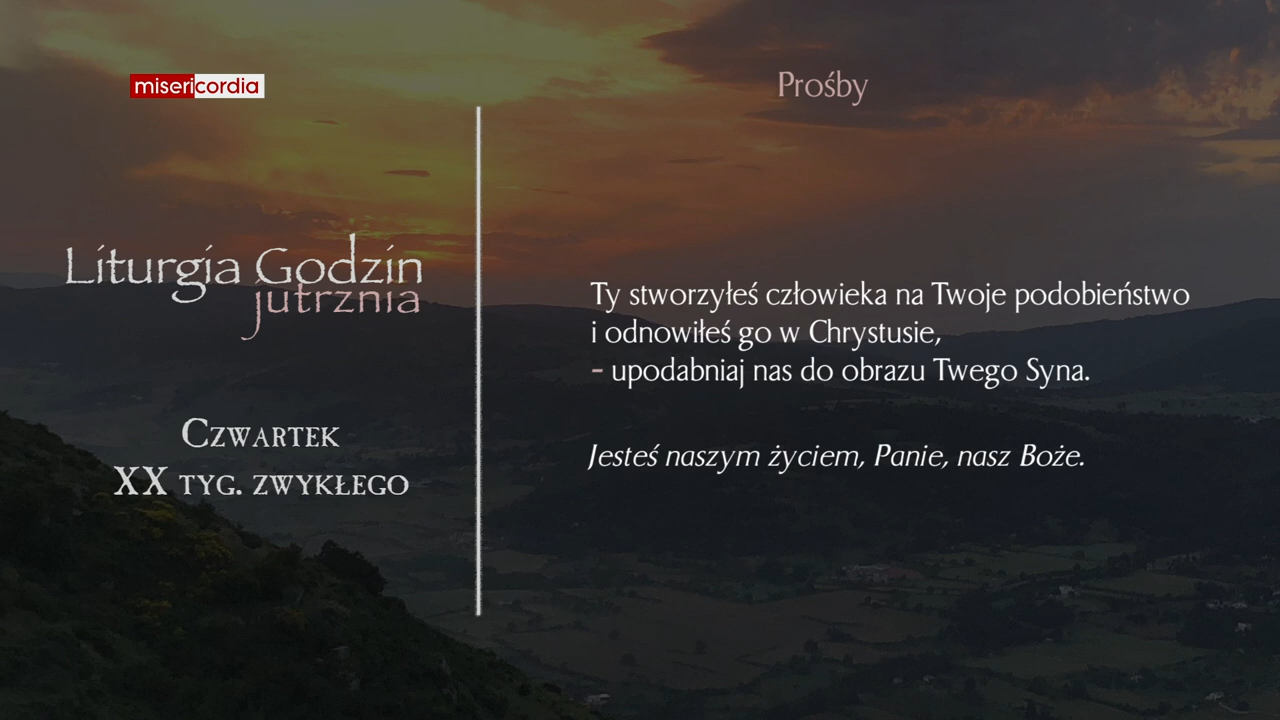 misericordia
Prośby
Liturgia Godzin
jutrznia
Czwartek
XX tyg. zwykłego
Ty stworzyłeś człowieka na Twoje podobieństwo
i odnowiłeś go w Chrystusie,
- upodabniaj nas do obrazu Twego Syna.
Jesteś naszym życiem, Panie, nasz Boże.